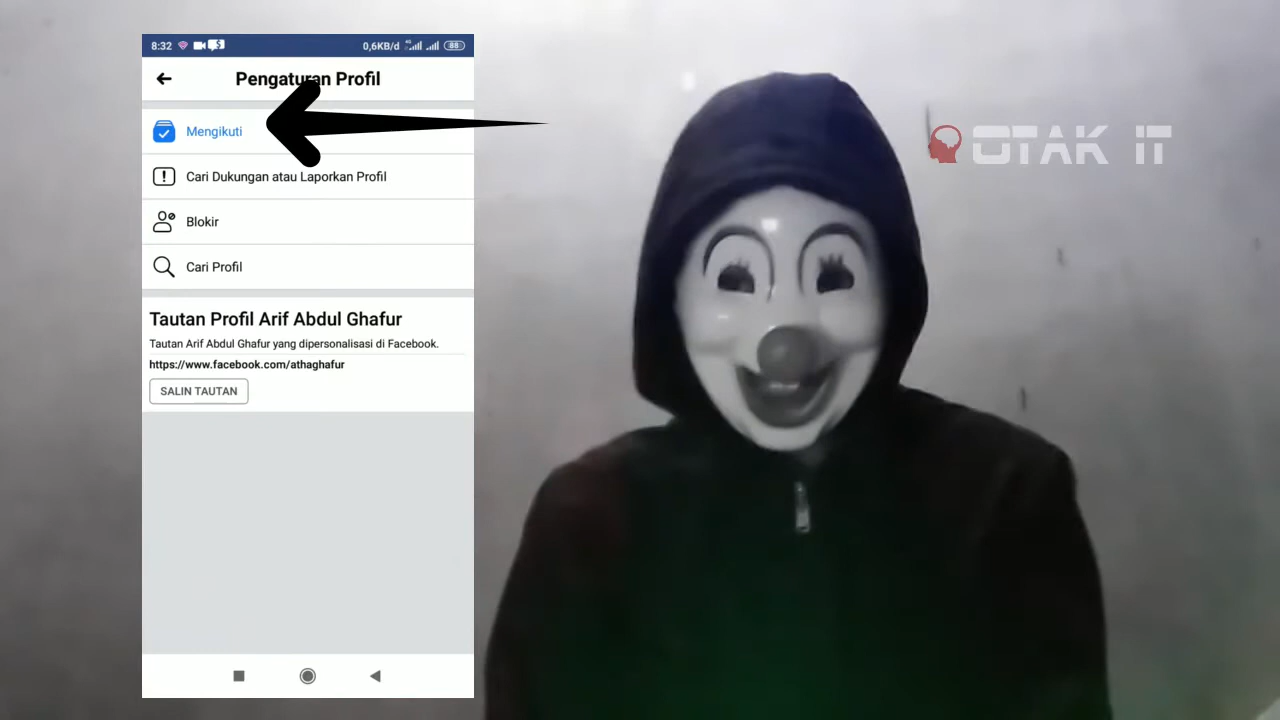 8:32
0,6KB/d
4G
88
Pengaturan Profil
Mengikuti
Cari Dukungan atau Laporkan Profil
Blokir
Cari Profil
Tautan Profil Arif Abdul Ghafur
Tautan Arif Abdul Ghafur yang dipersonalisasi di Facebook.
https://www.facebook.com/athaghafur
SALIN TAUTAN
OTAK IT